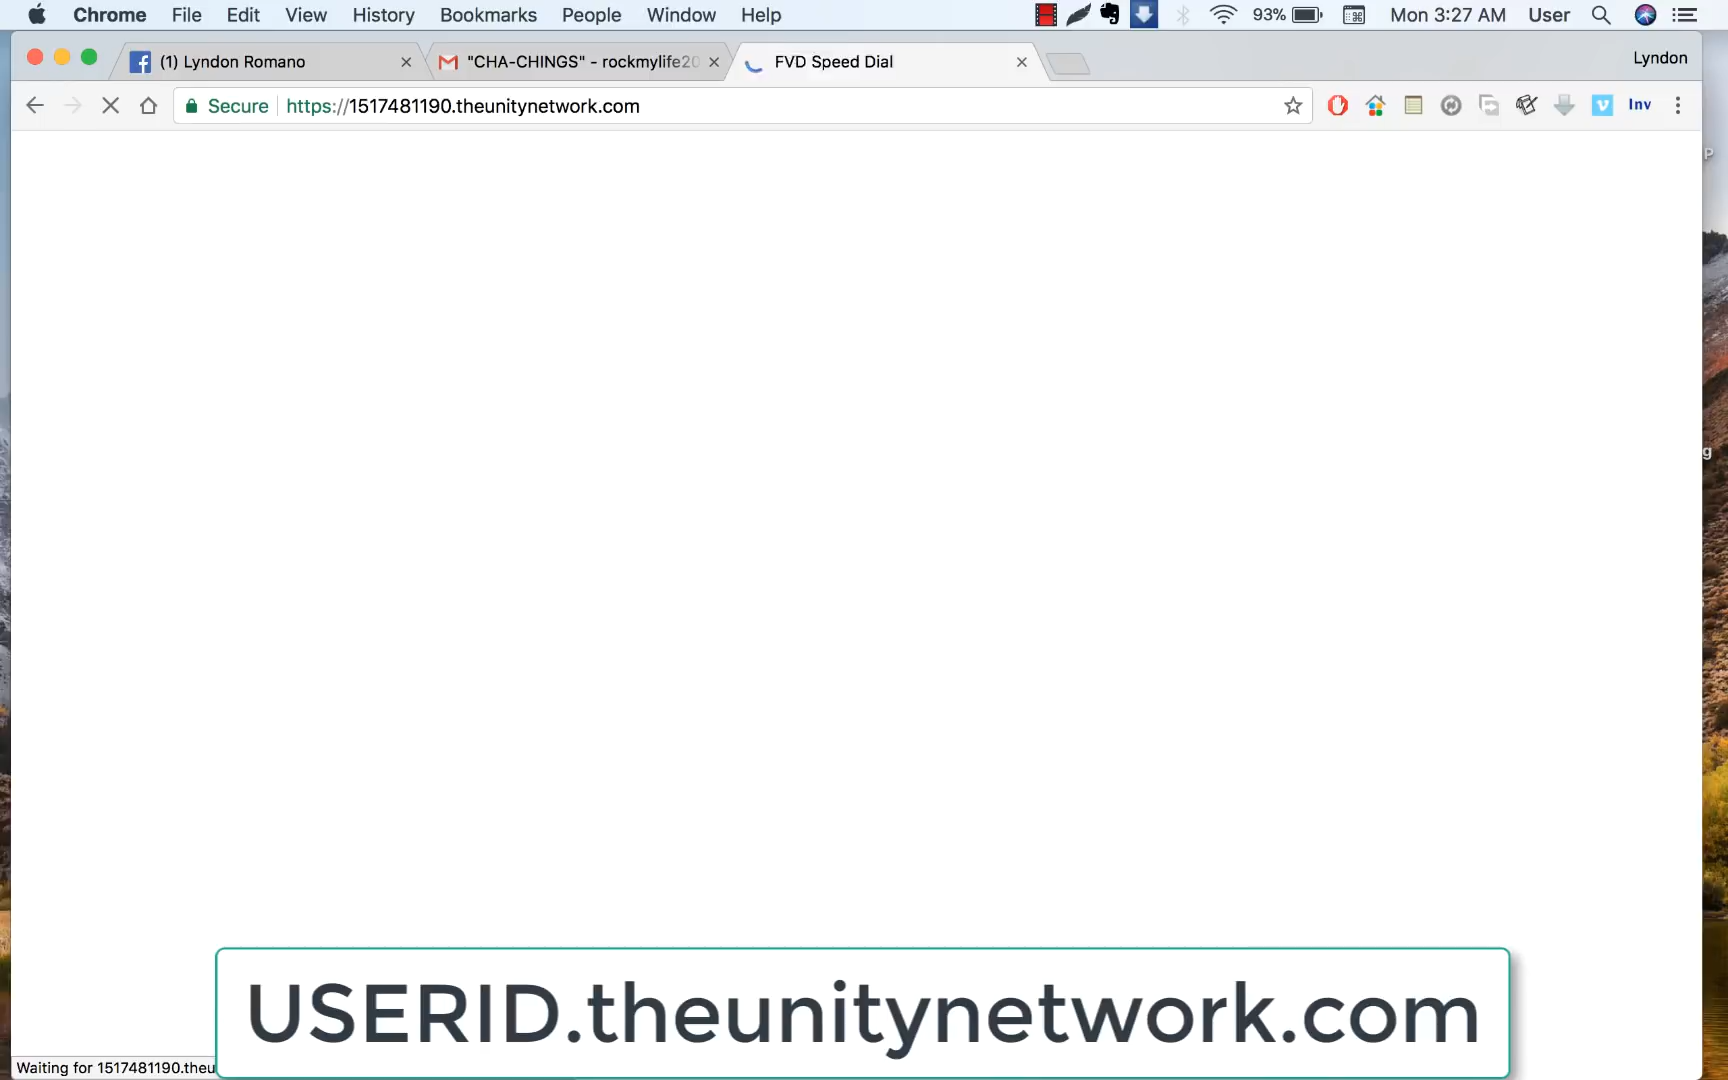 Chrome File Edit View History Bookmarks People Window Help 93% Mon 3:27 AM User
(1) Lyndon Romano "CHA-CHINGS" - rockmylife20 FVD Speed Dial Lyndon
Secure https://1517481190.theunitynetwork.com Inv
P
g
USERID.theunitynetwork.com
Waiting for 1517481190.theu